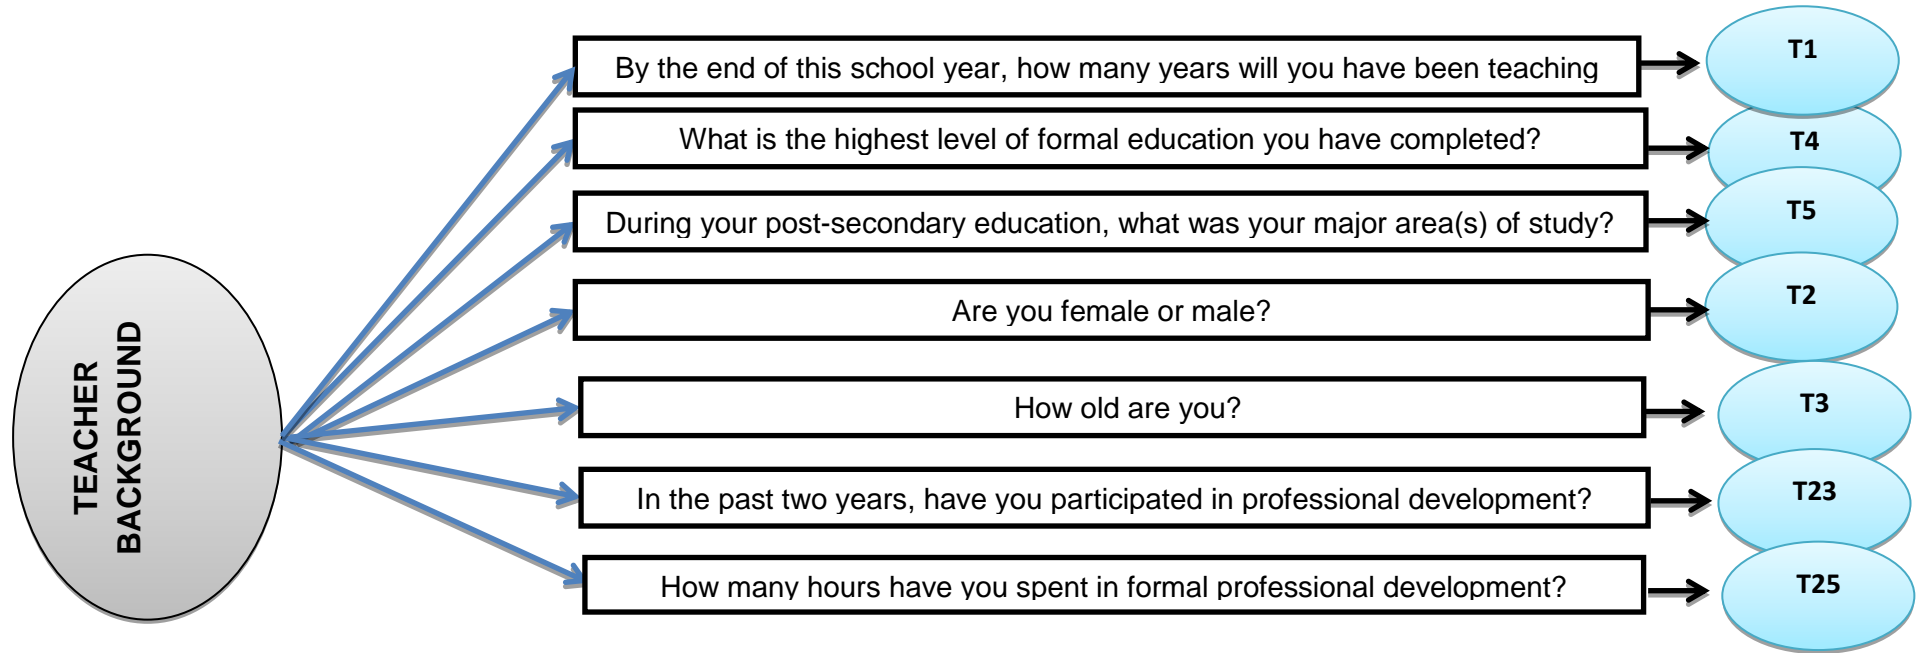 TEACHER
BACKGROUND
By the end of this school year, how many years will you have been teaching
T1
What is the highest level of formal education you have completed?
T4
During your post-secondary education, what was your major area(s) of study?
T5
Are you female or male?
T2
How old are you?
T3
In the past two years, have you participated in professional development?
T23
How many hours have you spent in formal professional development?
T25